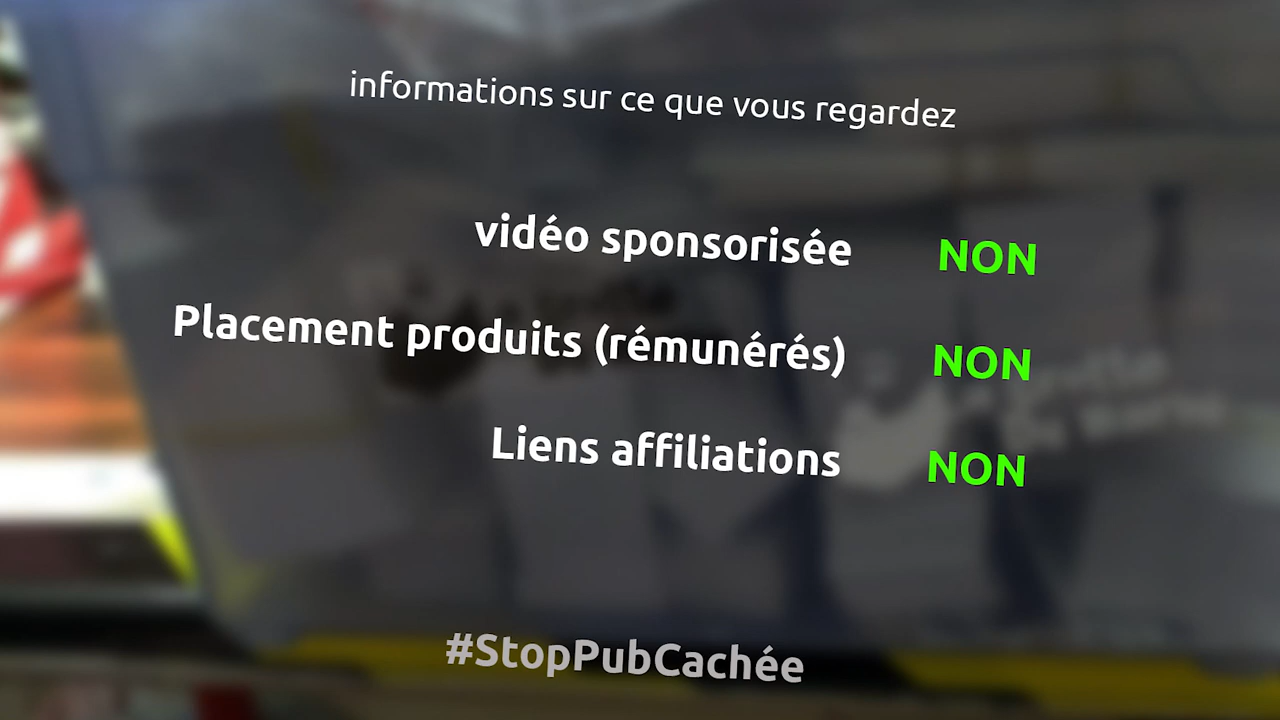 informations sur ce que vous regardez
vidéo sponsorisée NON
Placement produits (rémunérés) NON
Liens affiliations NON
#StopPubCachée